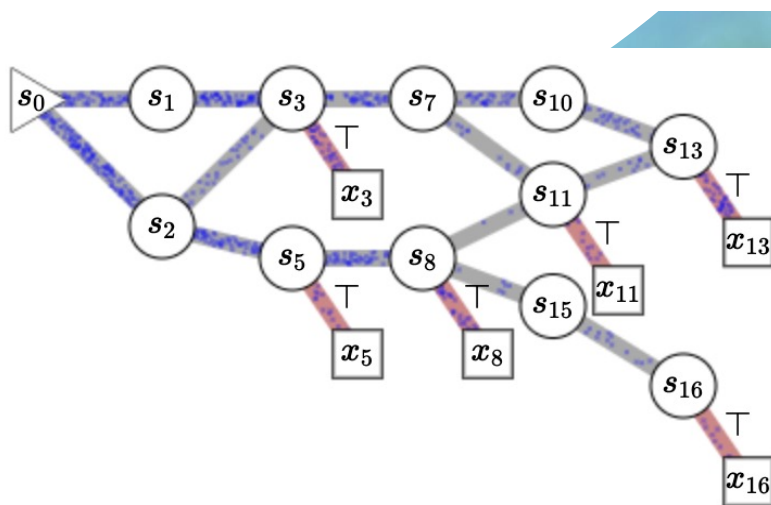 s₀ s₁ s₃ s₇ s₁₀
⊤ s₁₃
s₂ x₃ s₁₁ ⊤
s₅ s₈ ⊤ x₁₃
⊤ ⊤ s₁₅ x₁₁
x₅ x₈
s₁₆
⊤
x₁₆